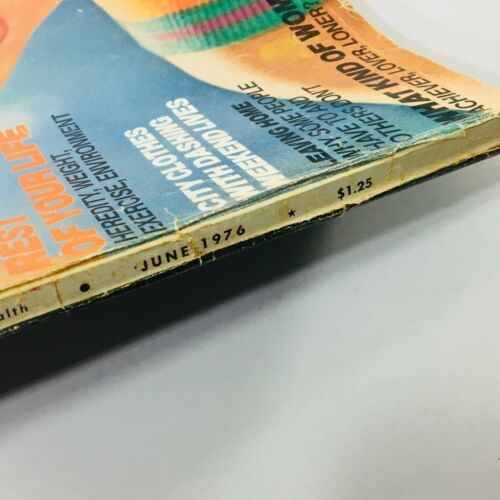 REST
OF YOUR LIFE
HEREDITY, WEIGHT,
EXERCISE, ENVIRONMENT
CITY CLOTHES
WITH DASHING
WEEKEND LIVES
LEAVING HOME
WHY SOME PEOPLE
HAVE TO AND
OTHERS DON'T
WHAT KIND OF
ACHIEVER, LOVER, LONER?
alth • JUNE 1976 * $1.25